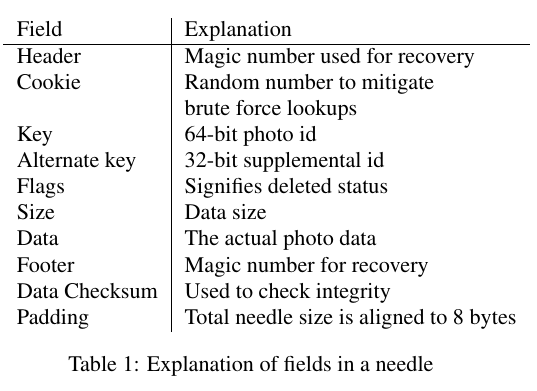 Field Explanation
Header Magic number used for recovery
Cookie Random number to mitigate
brute force lookups
Key 64-bit photo id
Alternate key 32-bit supplemental id
Flags Signifies deleted status
Size Data size
Data The actual photo data
Footer Magic number for recovery
Data Checksum Used to check integrity
Padding Total needle size is aligned to 8 bytes
Table 1: Explanation of fields in a needle